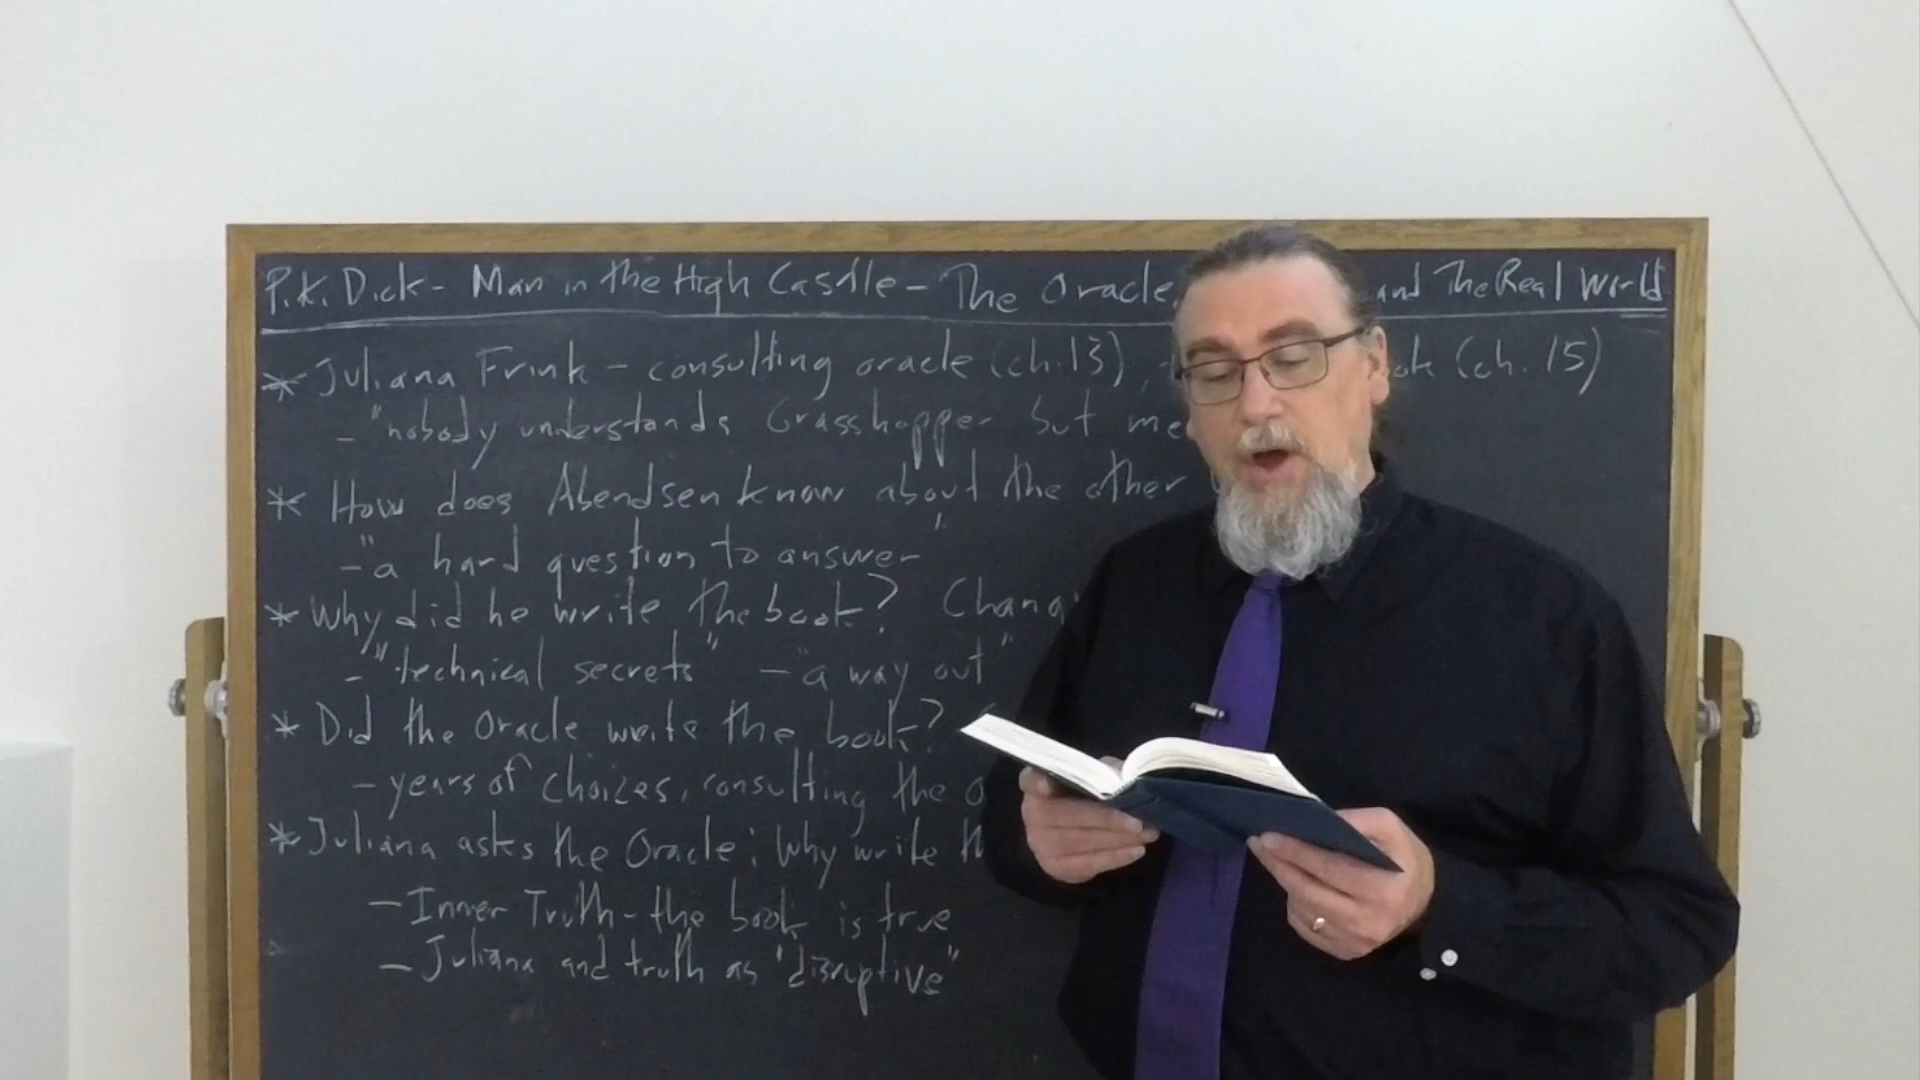 P.K. Dick - Man in the High Castle - The Oracle, and The Real World
* Juliana Frink - consulting oracle (ch.13), (ch. 15)
- "nobody understands Grasshopper but me
* How does Abendsen know about the other
- "a hard question to answer"
* Why did he write the book?
- "technical secrets" - "a way out"
* Did the Oracle write the book?
- years of choices, consulting the
* Juliana asks the Oracle: Why write
- Inner Truth - the book is true
- Juliana and truth as "disruptive"